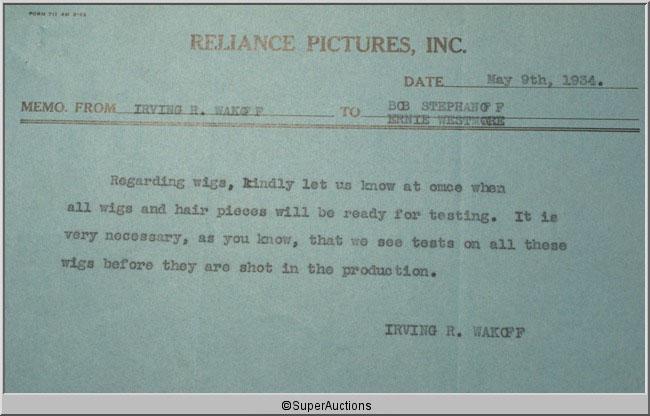 RELIANCE PICTURES, INC.
DATE May 9th, 1934.
MEMO. FROM IRVING R. WAKOFF TO BOB STEPHANOFF
ERNIE WESTMORE
Regarding wigs, kindly let us know at omce when
all wigs and hair pieces will be ready for testing. It is
very necessary, as you know, that we see tests on all these
wigs before they are shot in the production.
IRVING R. WAKOFF
©SuperAuctions